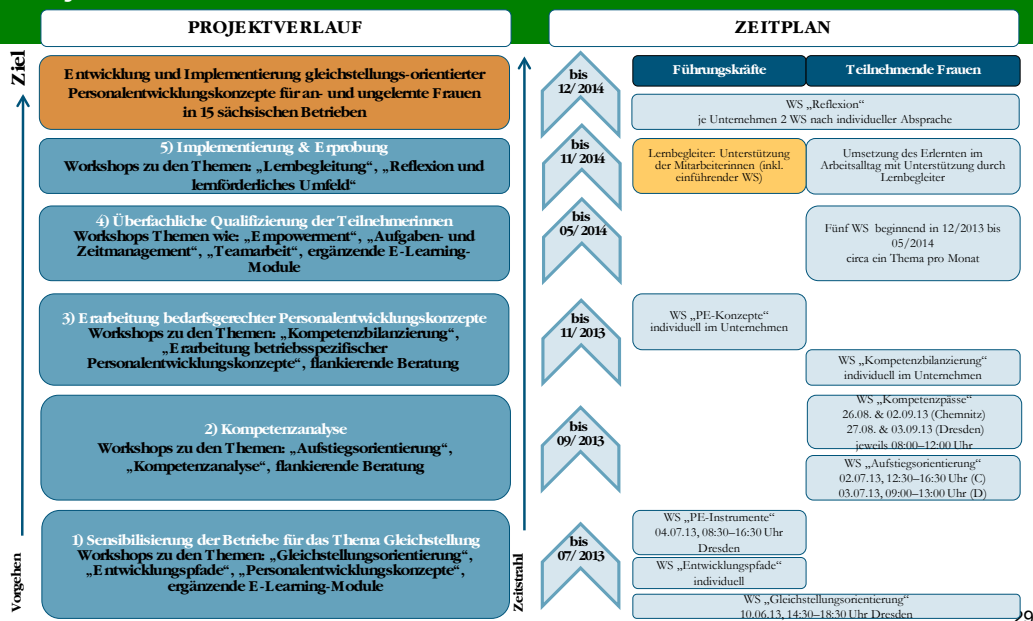 PROJEKTVERLAUF
ZEITPLAN
Ziel
Entwicklung und Implementierung gleichstellungs-orientierter
Personalentwicklungskonzepte für an- und ungelernte Frauen
in 15 sächsischen Betrieben
5) Implementierung & Erprobung
Workshops zu den Themen: „Lernbegleitung“, „Reflexion und
lernförderliches Umfeld“
4) Überfachliche Qualifizierung der Teilnehmerinnen
Workshops Themen wie: „Empowerment“, „Aufgaben- und
Zeitmanagement“, „Teamarbeit“, ergänzende E-Learning-
Module
3) Erarbeitung bedarfsgerechter Personalentwicklungskonzepte
Workshops zu den Themen: „Kompetenzbilanzierung“,
„Erarbeitung betriebsspezifischer
Personalentwicklungskonzepte“, flankierende Beratung
2) Kompetenzanalyse
Workshops zu den Themen: „Aufstiegsorientierung“,
„Kompetenzanalyse“, flankierende Beratung
1) Sensibilisierung der Betriebe für das Thema Gleichstellung
Workshops zu den Themen: „Gleichstellungsorientierung“,
„Entwicklungspfade“, „Personalentwicklungskonzepte“,
ergänzende E-Learning-Module
Vorgehen
Zeitstrahl
bis
12/2014
bis
11/2014
bis
05/2014
bis
11/2013
bis
09/2013
bis
07/2013
Führungskräfte
Teilnehmende Frauen
WS „Reflexion“
je Unternehmen 2 WS nach individueller Absprache
Lernbegleiter: Unterstützung
der Mitarbeiterinnen (inkl.
einführender WS)
Umsetzung des Erlernten im
Arbeitsalltag mit Unterstützung durch
Lernbegleiter
Fünf WS beginnend in 12/2013 bis
05/2014
circa ein Thema pro Monat
WS „PE-Konzepte“
individuell im Unternehmen
WS „Kompetenzbilanzierung“
individuell im Unternehmen
WS „Kompetenzpässe“
26.08. & 02.09.13 (Chemnitz)
27.08. & 03.09.13 (Dresden)
jeweils 08:00–12:00 Uhr
WS „Aufstiegsorientierung“
02.07.13, 12:30–16:30 Uhr (C)
03.07.13, 09:00–13:00 Uhr (D)
WS „PE-Instrumente“
04.07.13, 08:30–16:30 Uhr
Dresden
WS „Entwicklungspfade“
individuell
WS „Gleichstellungsorientierung“
10.06.13, 14:30–18:30 Uhr Dresden
29